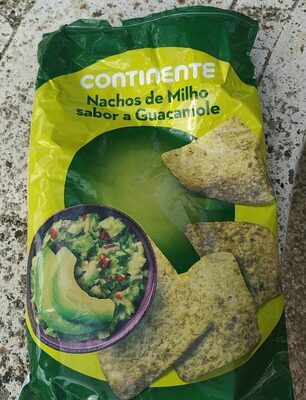 CONTINENTE
Nachos de Milho
sabor a Guacamole